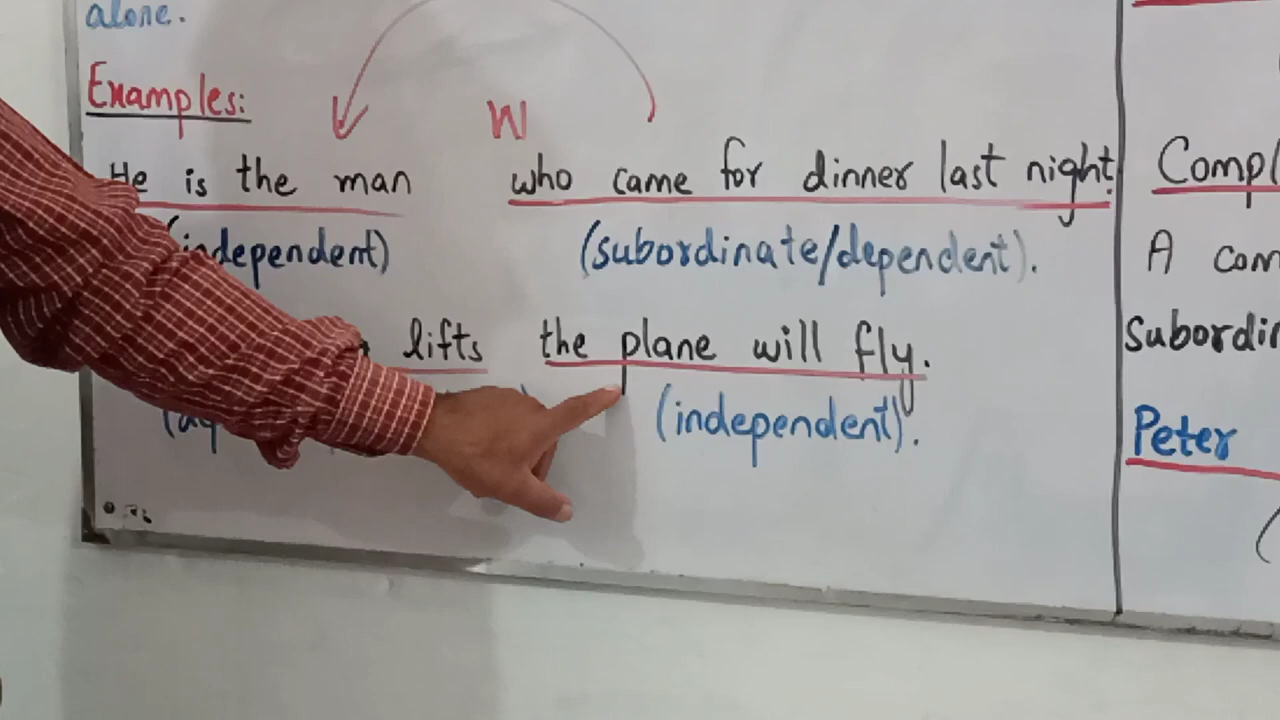 alone.
Examples:
W
He is the man who came for dinner last night.
(independent) (subordinate/dependent).
lifts the plane will fly.
(independent).
Compl
A com
Subordin
Peter